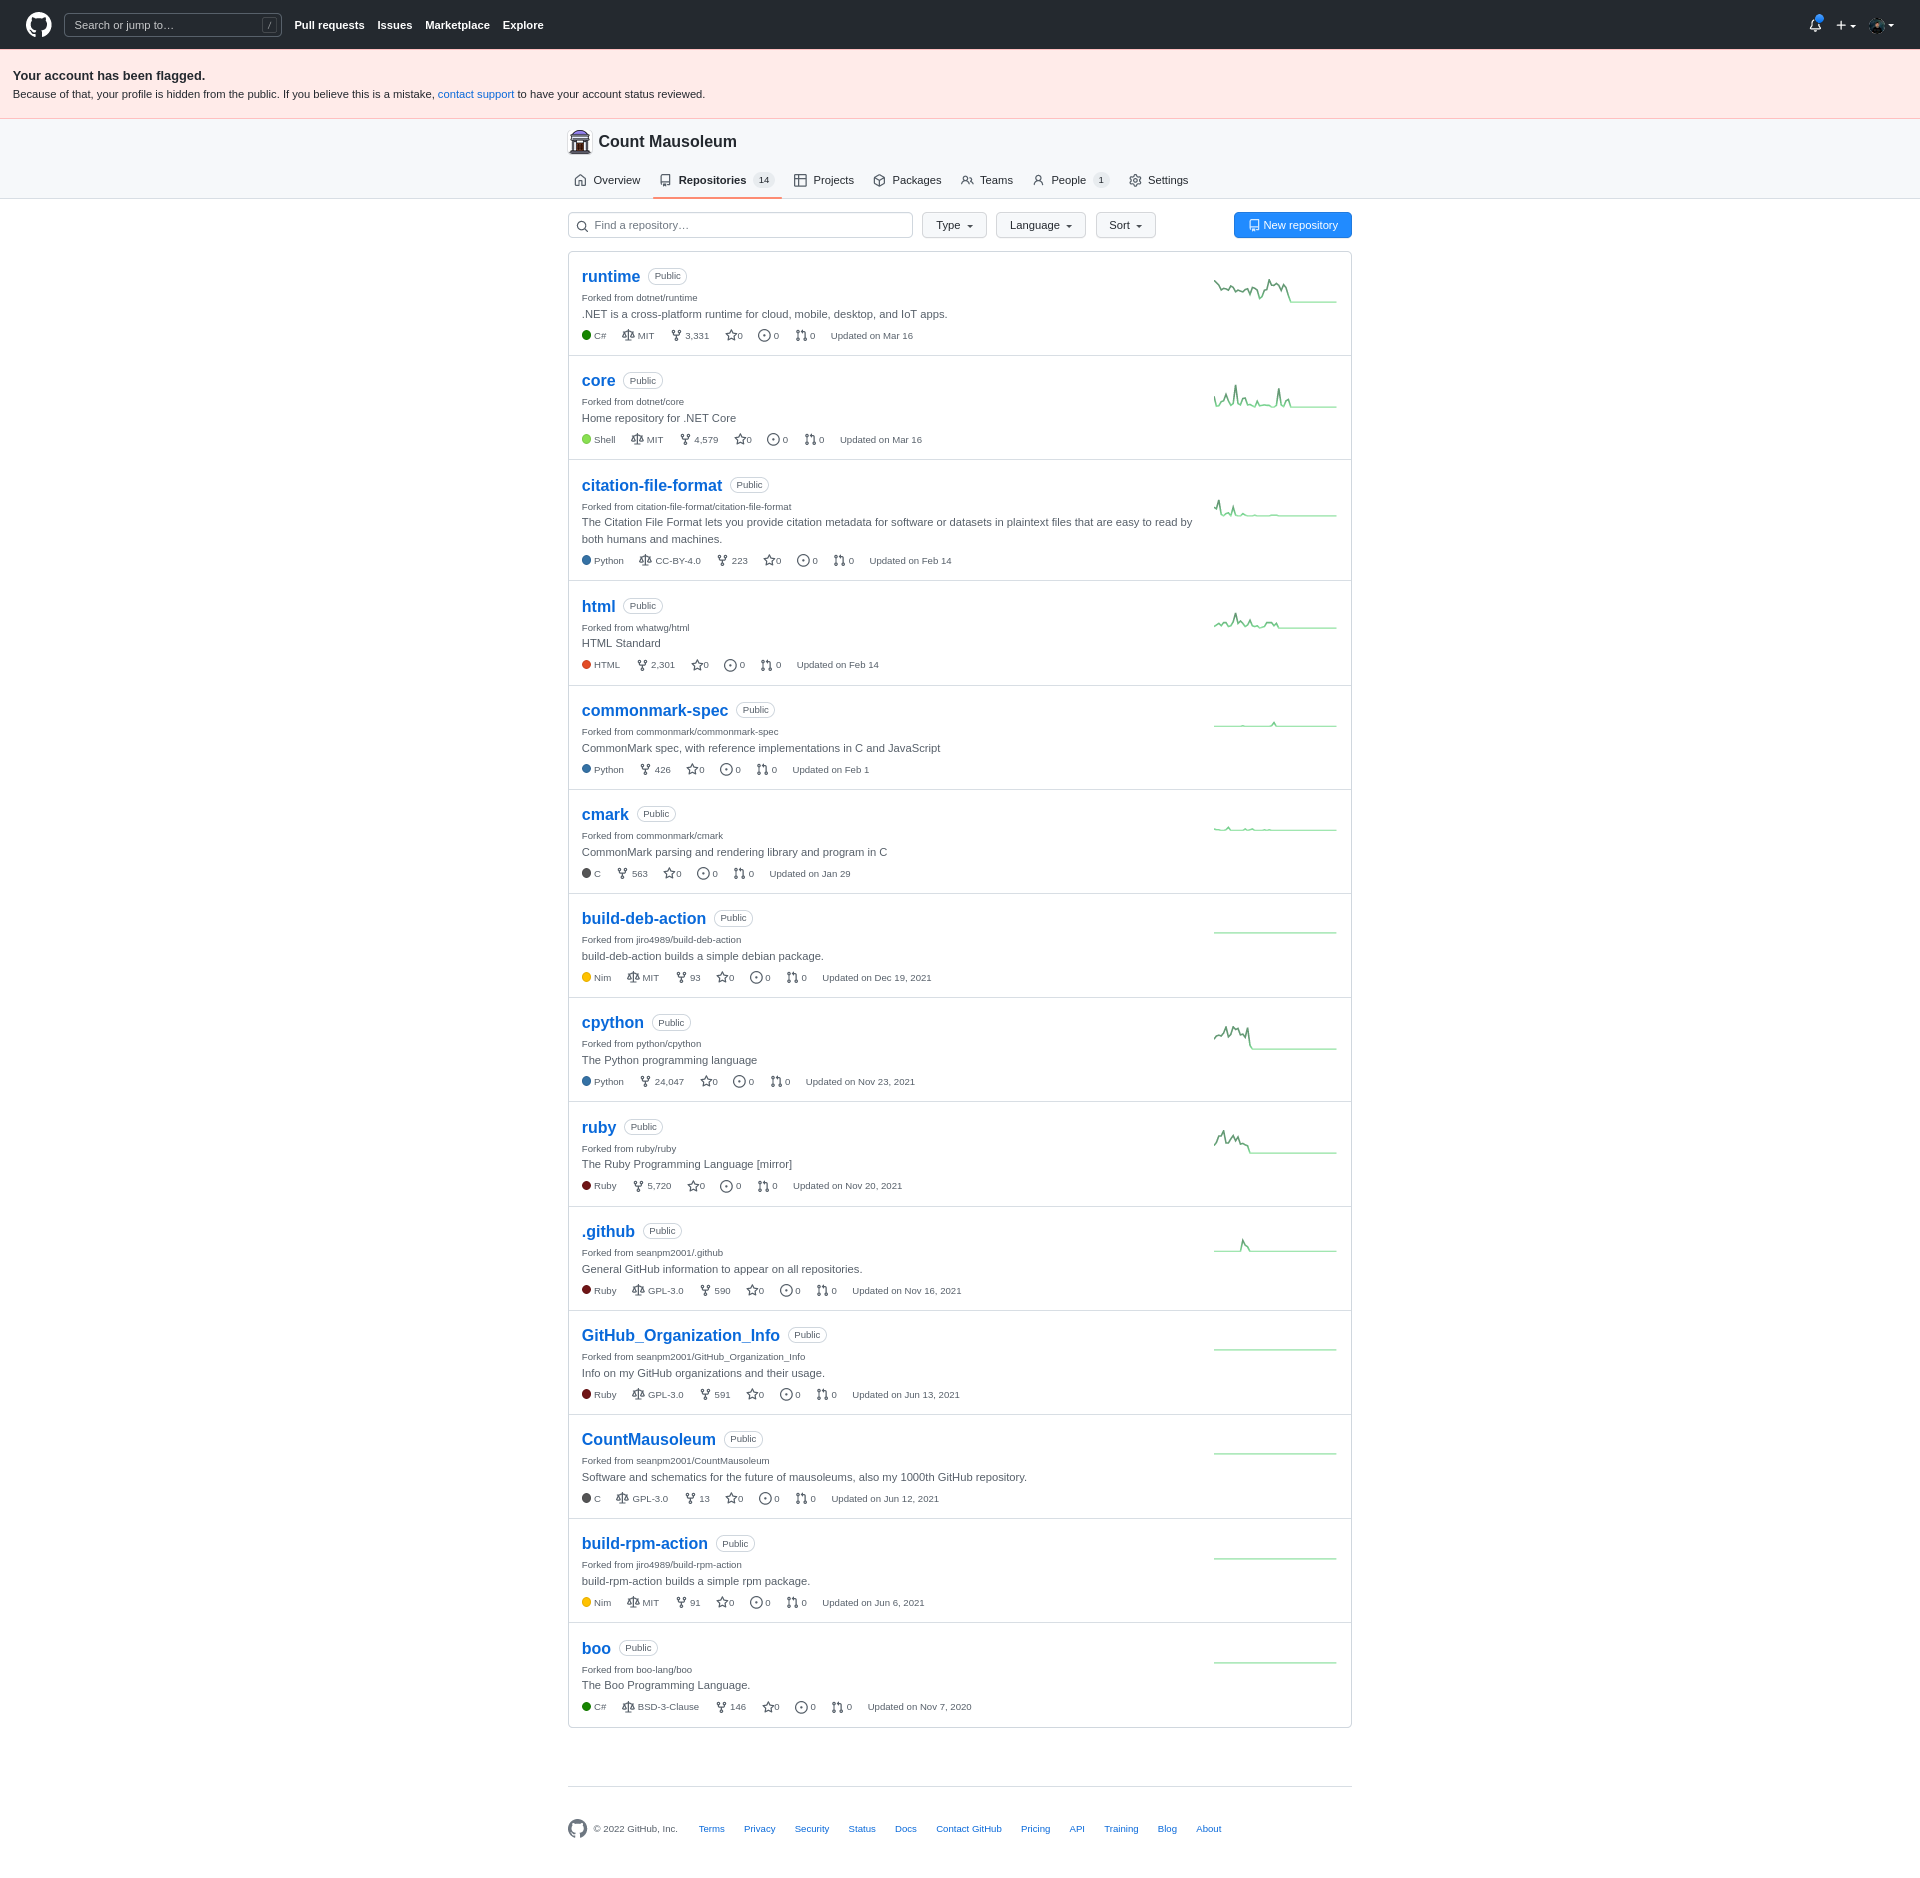 Search or jump to… /
Pull requests Issues Marketplace Explore
Your account has been flagged.
Because of that, your profile is hidden from the public. If you believe this is a mistake, contact support to have your account status reviewed.
Count Mausoleum
Overview Repositories 14 Projects Packages Teams People 1 Settings
Find a repository… Type Language Sort New repository
runtime Public
Forked from dotnet/runtime
.NET is a cross-platform runtime for cloud, mobile, desktop, and IoT apps.
C# MIT 3,331 0 0 0 Updated on Mar 16
core Public
Forked from dotnet/core
Home repository for .NET Core
Shell MIT 4,579 0 0 0 Updated on Mar 16
citation-file-format Public
Forked from citation-file-format/citation-file-format
The Citation File Format lets you provide citation metadata for software or datasets in plaintext files that are easy to read by
both humans and machines.
Python CC-BY-4.0 223 0 0 0 Updated on Feb 14
html Public
Forked from whatwg/html
HTML Standard
HTML 2,301 0 0 0 Updated on Feb 14
commonmark-spec Public
Forked from commonmark/commonmark-spec
CommonMark spec, with reference implementations in C and JavaScript
Python 426 0 0 0 Updated on Feb 1
cmark Public
Forked from commonmark/cmark
CommonMark parsing and rendering library and program in C
C 563 0 0 0 Updated on Jan 29
build-deb-action Public
Forked from jiro4989/build-deb-action
build-deb-action builds a simple debian package.
Nim MIT 93 0 0 0 Updated on Dec 19, 2021
cpython Public
Forked from python/cpython
The Python programming language
Python 24,047 0 0 0 Updated on Nov 23, 2021
ruby Public
Forked from ruby/ruby
The Ruby Programming Language [mirror]
Ruby 5,720 0 0 0 Updated on Nov 20, 2021
.github Public
Forked from seanpm2001/.github
General GitHub information to appear on all repositories.
Ruby GPL-3.0 590 0 0 0 Updated on Nov 16, 2021
GitHub_Organization_Info Public
Forked from seanpm2001/GitHub_Organization_Info
Info on my GitHub organizations and their usage.
Ruby GPL-3.0 591 0 0 0 Updated on Jun 13, 2021
CountMausoleum Public
Forked from seanpm2001/CountMausoleum
Software and schematics for the future of mausoleums, also my 1000th GitHub repository.
C GPL-3.0 13 0 0 0 Updated on Jun 12, 2021
build-rpm-action Public
Forked from jiro4989/build-rpm-action
build-rpm-action builds a simple rpm package.
Nim MIT 91 0 0 0 Updated on Jun 6, 2021
boo Public
Forked from boo-lang/boo
The Boo Programming Language.
C# BSD-3-Clause 146 0 0 0 Updated on Nov 7, 2020
© 2022 GitHub, Inc. Terms Privacy Security Status Docs Contact GitHub Pricing API Training Blog About